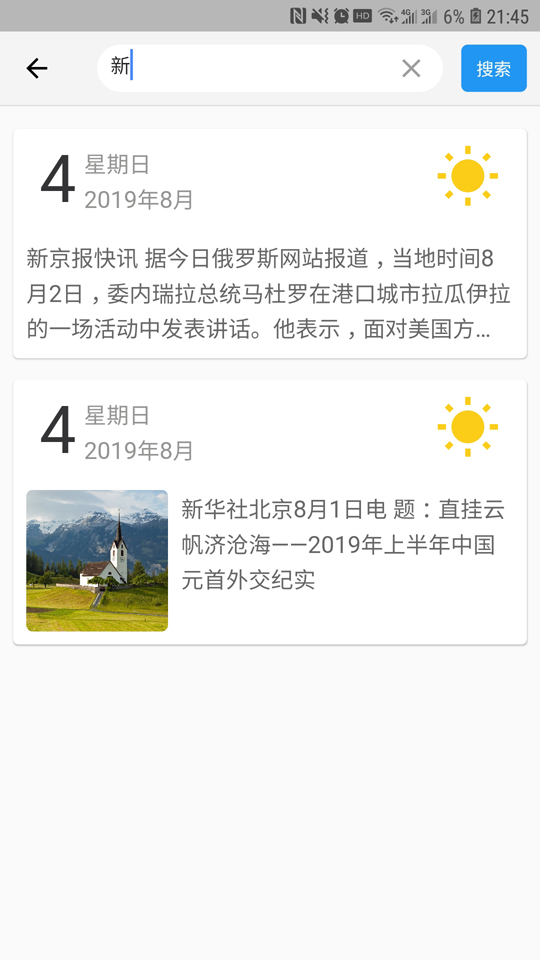 HD 4G 3G 6% 21:45
新 搜索
4 星期日
2019年8月
新京报快讯 据今日俄罗斯网站报道，当地时间8
月2日，委内瑞拉总统马杜罗在港口城市拉瓜伊拉
的一场活动中发表讲话。他表示，面对美国方...
4 星期日
2019年8月
新华社北京8月1日电 题：直挂云
帆济沧海——2019年上半年中国
元首外交纪实